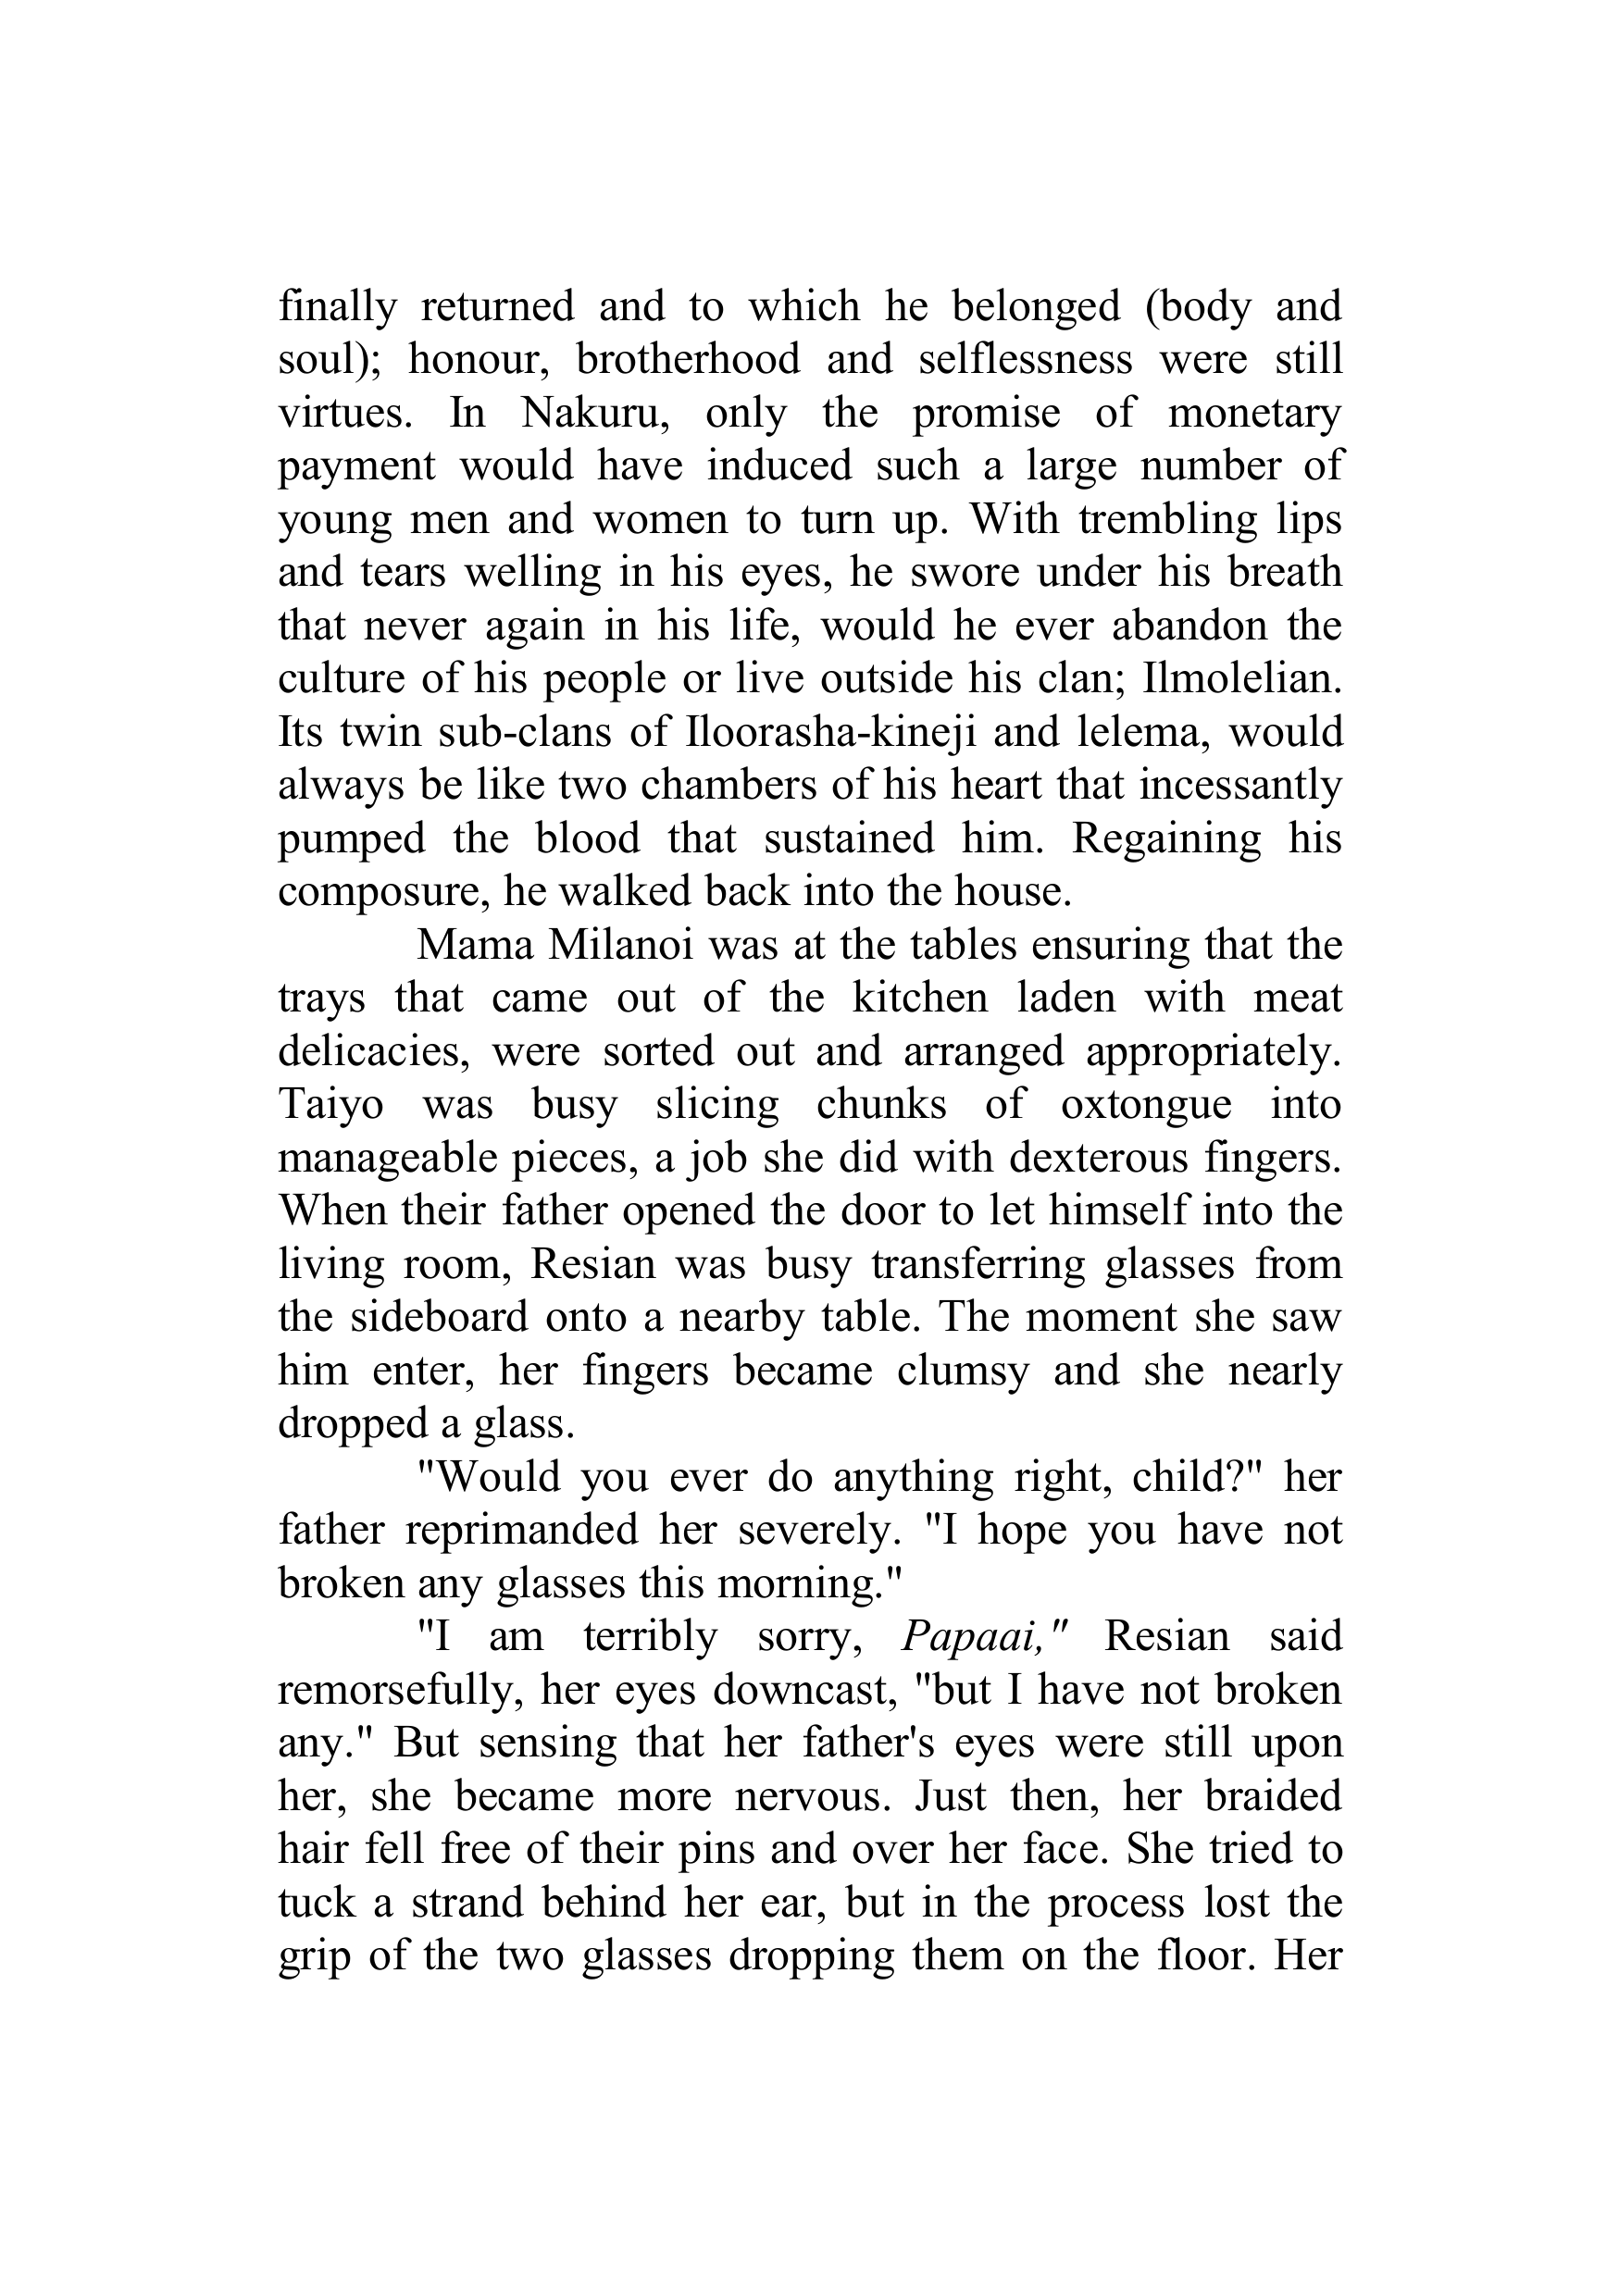 finally returned and to which he belonged (body and
soul); honour, brotherhood and selflessness were still
virtues. In Nakuru, only the promise of monetary
payment would have induced such a large number of
young men and women to turn up. With trembling lips
and tears welling in his eyes, he swore under his breath
that never again in his life, would he ever abandon the
culture of his people or live outside his clan; Ilmolelian.
Its twin sub-clans of Iloorasha-kineji and lelema, would
always be like two chambers of his heart that incessantly
pumped the blood that sustained him. Regaining his
composure, he walked back into the house.
Mama Milanoi was at the tables ensuring that the
trays that came out of the kitchen laden with meat
delicacies, were sorted out and arranged appropriately.
Taiyo was busy slicing chunks of oxtongue into
manageable pieces, a job she did with dexterous fingers.
When their father opened the door to let himself into the
living room, Resian was busy transferring glasses from
the sideboard onto a nearby table. The moment she saw
him enter, her fingers became clumsy and she nearly
dropped a glass.
"Would you ever do anything right, child?" her
father reprimanded her severely. "I hope you have not
broken any glasses this morning."
"I am terribly sorry, Papaai," Resian said
remorsefully, her eyes downcast, "but I have not broken
any." But sensing that her father's eyes were still upon
her, she became more nervous. Just then, her braided
hair fell free of their pins and over her face. She tried to
tuck a strand behind her ear, but in the process lost the
grip of the two glasses dropping them on the floor. Her